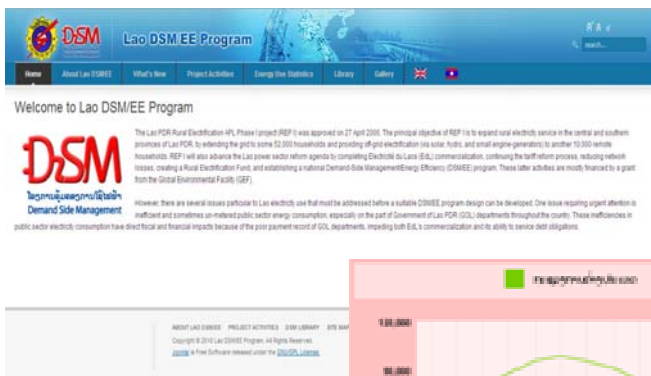 DSM
Lao DSM EE Program
search...
Home About Lao DSMEE What's New Project Activities Energy Use Statistics Library Gallery
Welcome to Lao DSM/EE Program
DSM
Demand Side Management
The Lao PDR Rural Electrification APL Phase I project (REP I) was approved on 27 April 2006. The principal objective of REP I is to expand rural electricity service in the central and southern
provinces of Lao PDR, by extending the grid to some 52,000 households and providing off-grid electrification (via solar, hydro, and small engine-generators) to another 10,000 remote
households. REP I will also advance the Lao power sector reform agenda by completing Electricité du Laos (EdL) commercialization, continuing the tariff reform process, reducing network
losses, creating a Rural Electrification Fund, and establishing a national Demand-Side Management/Energy Efficiency (DSM/EE) program. These latter activities are mostly financed by a grant
from the Global Environmental Facility (GEF).
However, there are several issues particular to Lao electricity use that must be addressed before a suitable DSM/EE program design can be developed. One issue requiring urgent attention is
inefficient and sometimes un-metered public sector energy consumption, especially on the part of Government of Lao PDR (GOL) departments throughout the country. These inefficiencies in
public sector electricity consumption have direct fiscal and financial impacts because of the poor payment record of GOL departments, impeding both EdL's commercialization and its ability to service debt obligations.
ABOUT LAO DSMEE PROJECT ACTIVITIES DSM LIBRARY SITE MAP
Copyright © 2010 Lao DSM/EE Program. All Rights Reserved.
Joomla! is Free Software released under the GNU/GPL License.